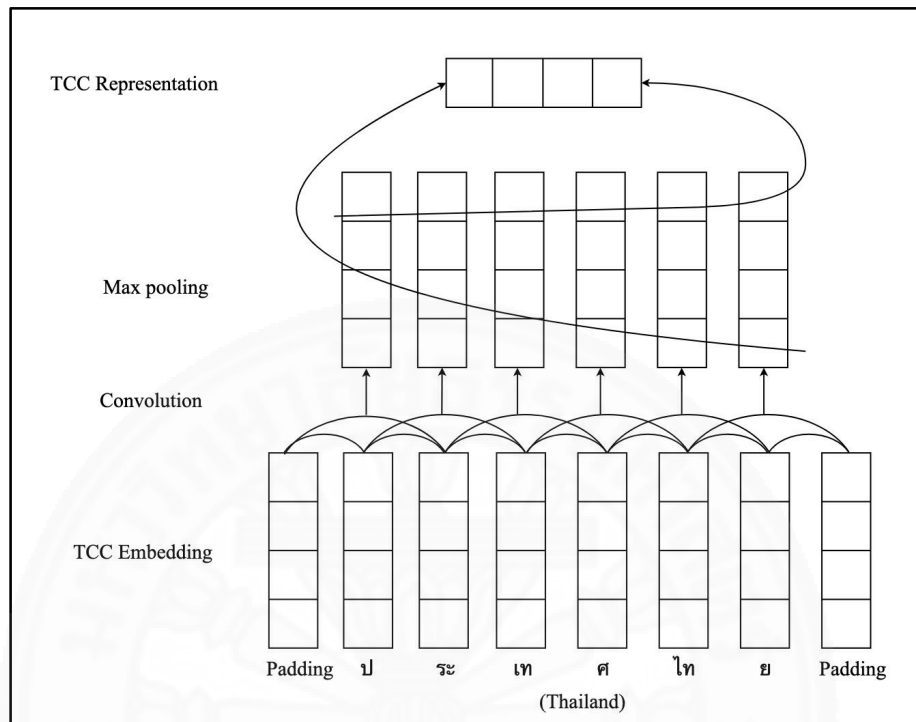 TCC Representation
Max pooling
Convolution
TCC Embedding
Padding ป ระ เท ศ ไท ย Padding
(Thailand)